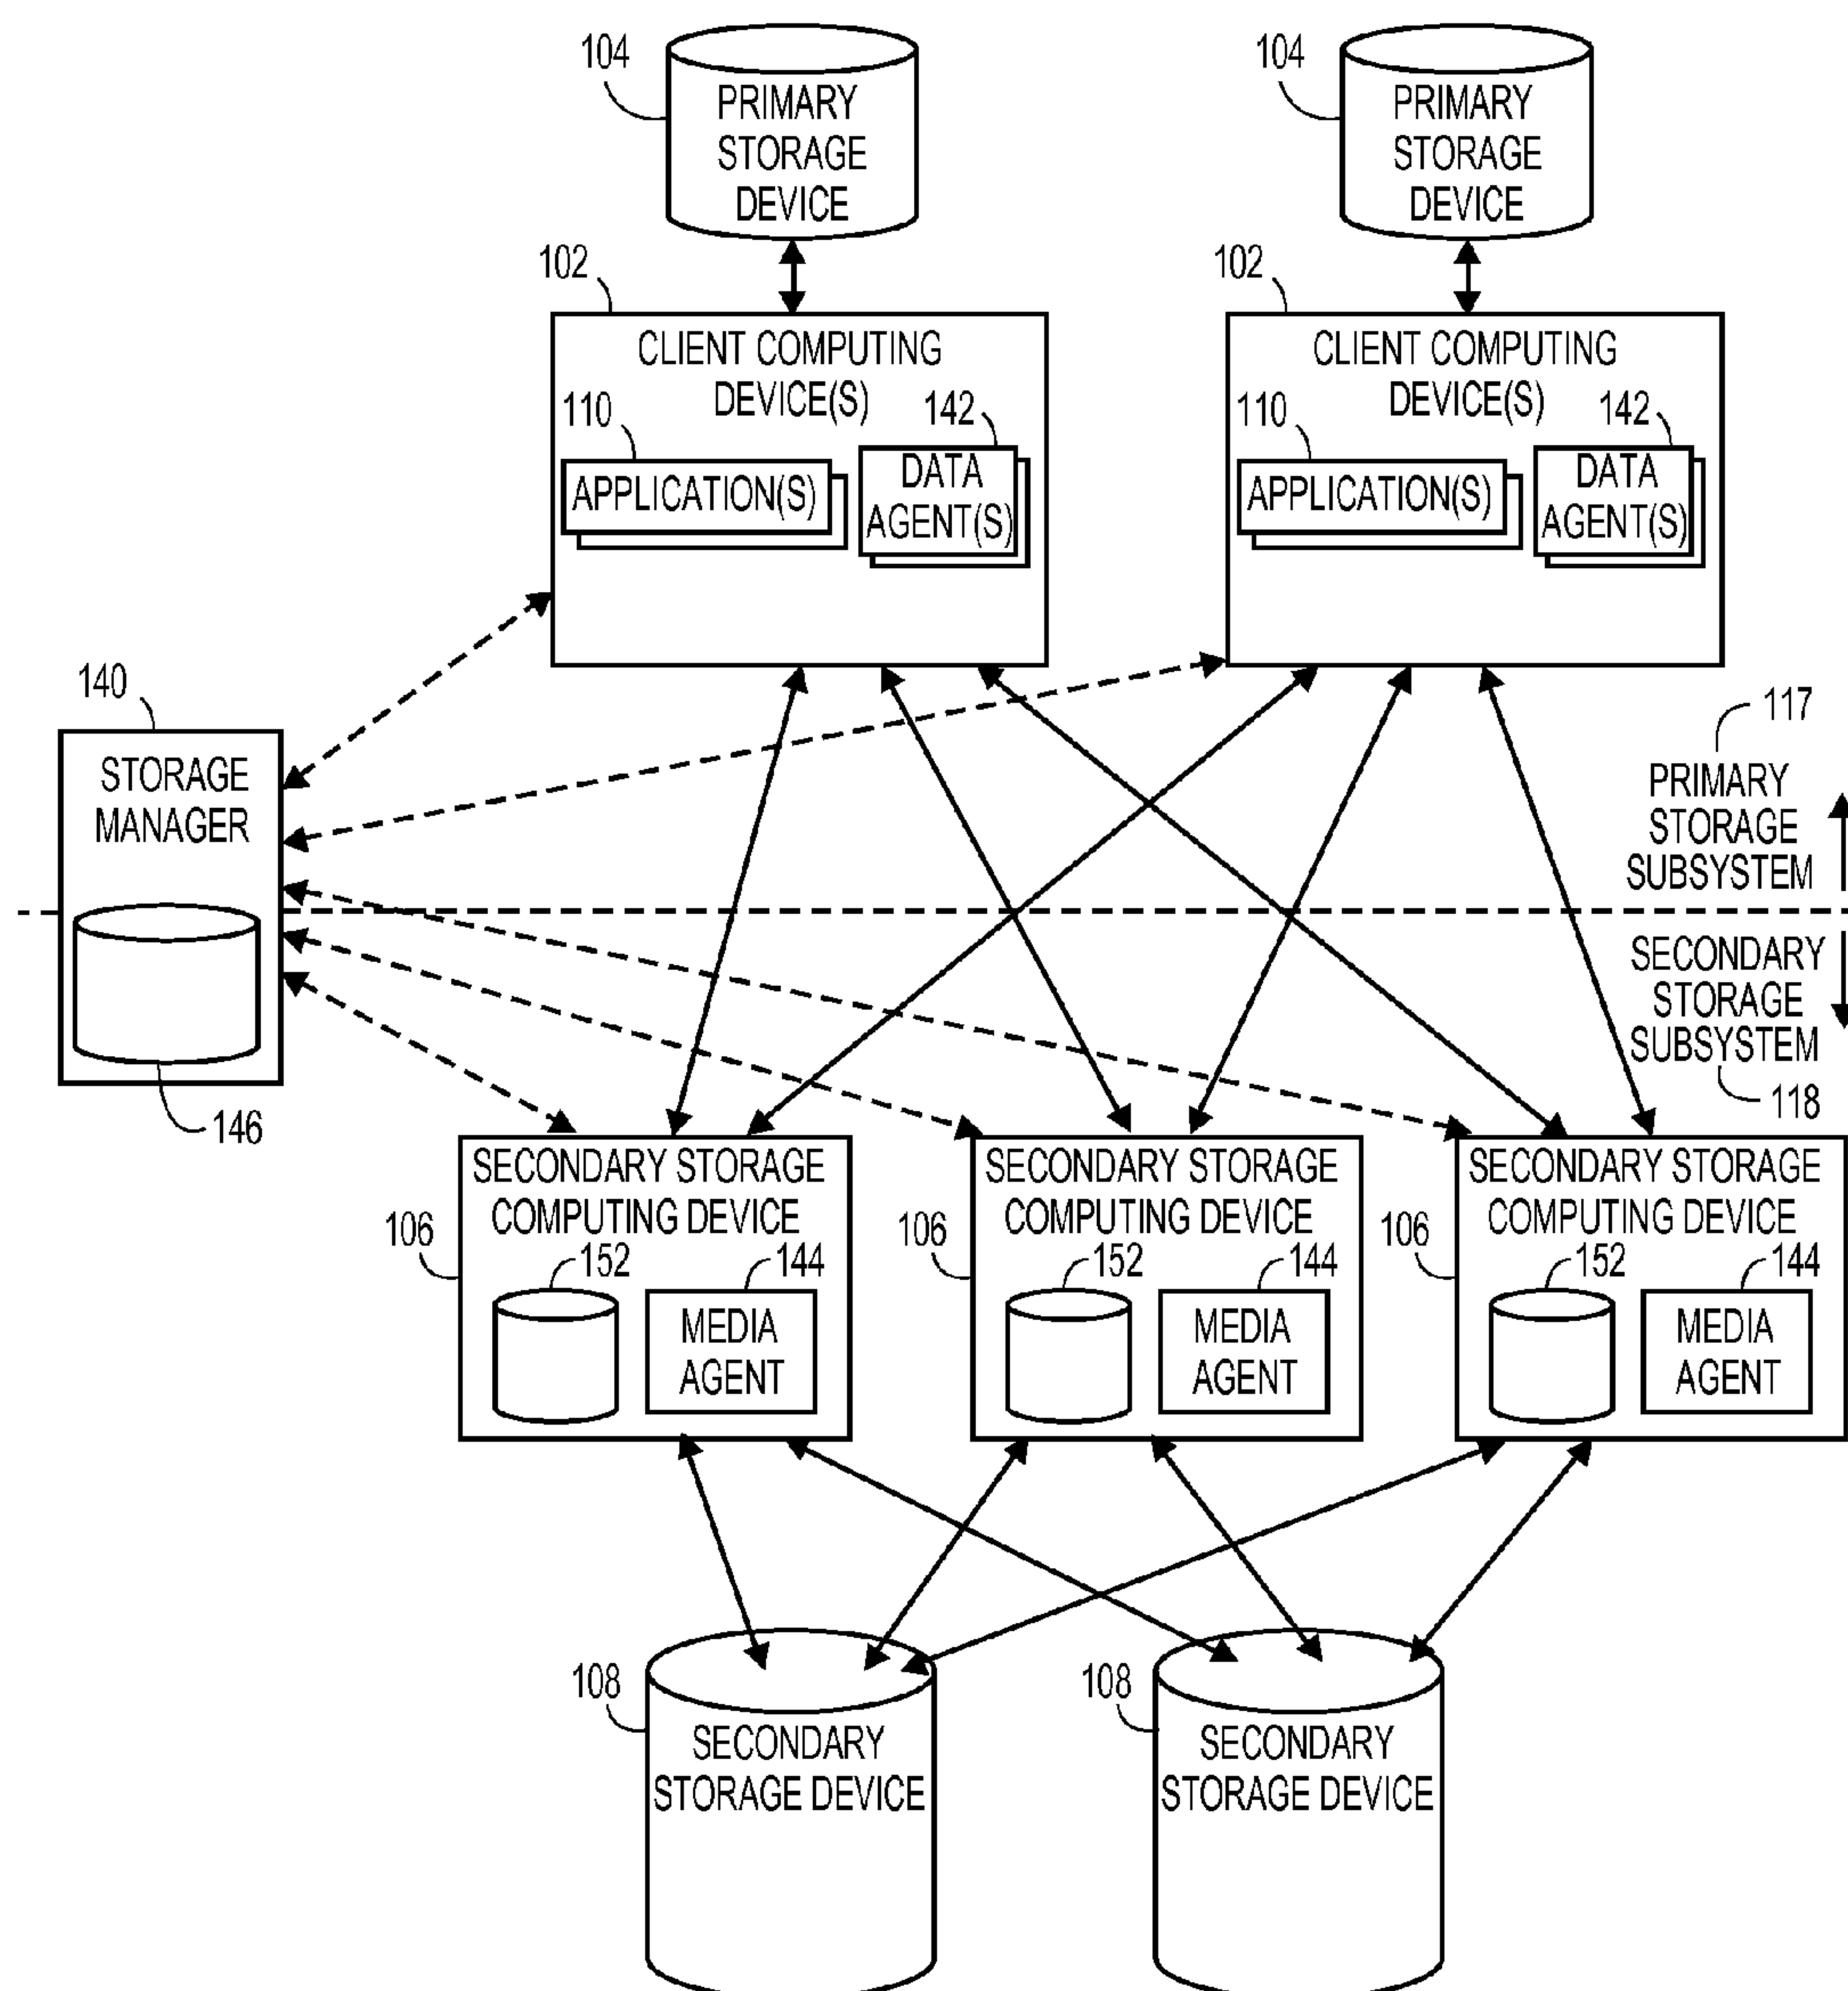 104
PRIMARY
STORAGE
DEVICE
104
PRIMARY
STORAGE
DEVICE
102
CLIENT COMPUTING
DEVICE(S)
110
142
APPLICATION(S)
DATA
AGENT(S)
102
CLIENT COMPUTING
DEVICE(S)
110
142
APPLICATION(S)
DATA
AGENT(S)
140
STORAGE
MANAGER
146
117
PRIMARY
STORAGE
SUBSYSTEM
SECONDARY
STORAGE
SUBSYSTEM
118
SECONDARY STORAGE
COMPUTING DEVICE
106
152
144
MEDIA
AGENT
SECONDARY STORAGE
COMPUTING DEVICE
106
152
144
MEDIA
AGENT
SECONDARY STORAGE
COMPUTING DEVICE
106
152
144
MEDIA
AGENT
108
SECONDARY
STORAGE DEVICE
108
SECONDARY
STORAGE DEVICE